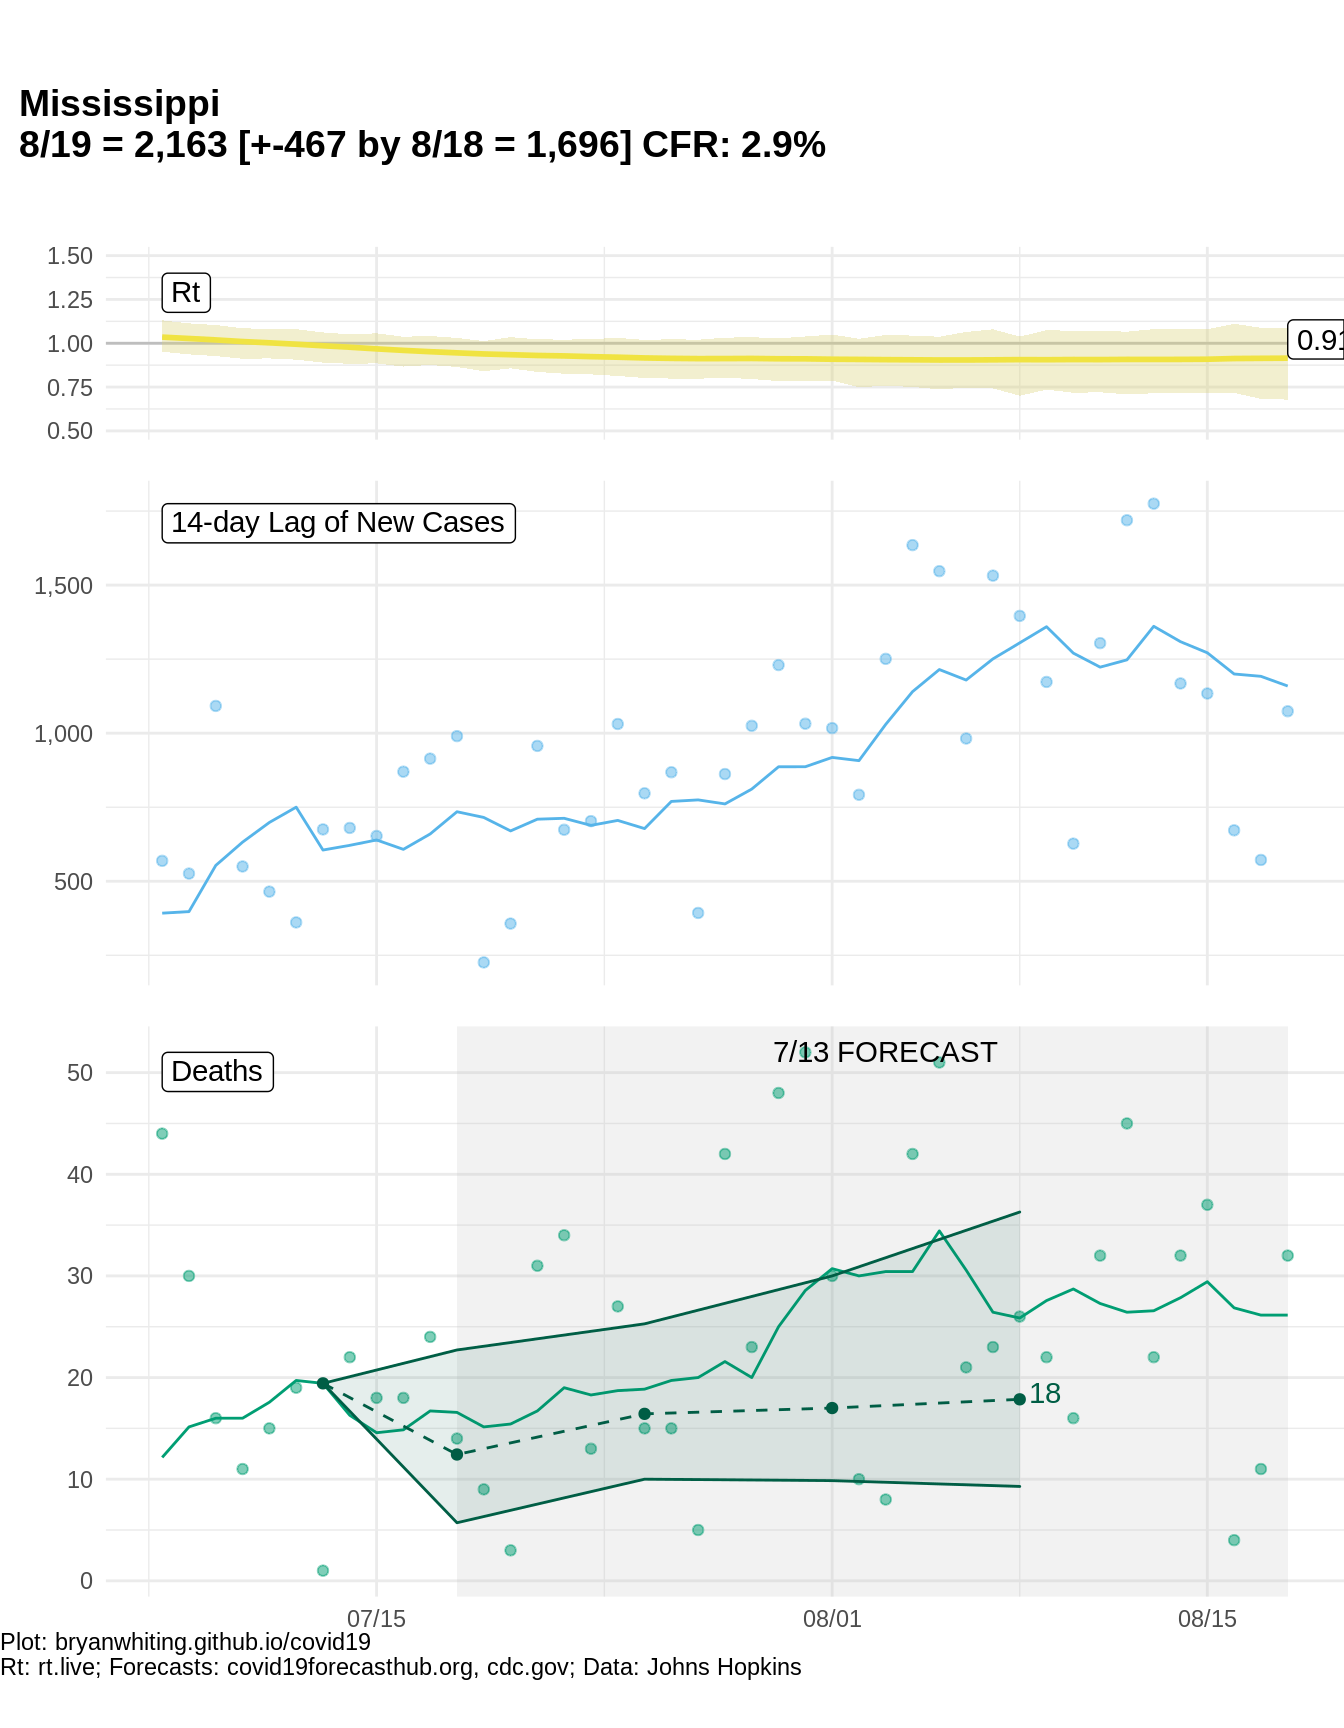 Mississippi
8/19 = 2,163 [+-467 by 8/18 = 1,696] CFR: 2.9%
1.50
Rt
1.25
1.00
0.91
0.75
0.50
14-day Lag of New Cases
1,500
1,000
500
7/13 FORECAST
Deaths
50
40
30
20
18
10
0
07/15 08/01 08/15
Plot: bryanwhiting.github.io/covid19
Rt: rt.live; Forecasts: covid19forecasthub.org, cdc.gov; Data: Johns Hopkins